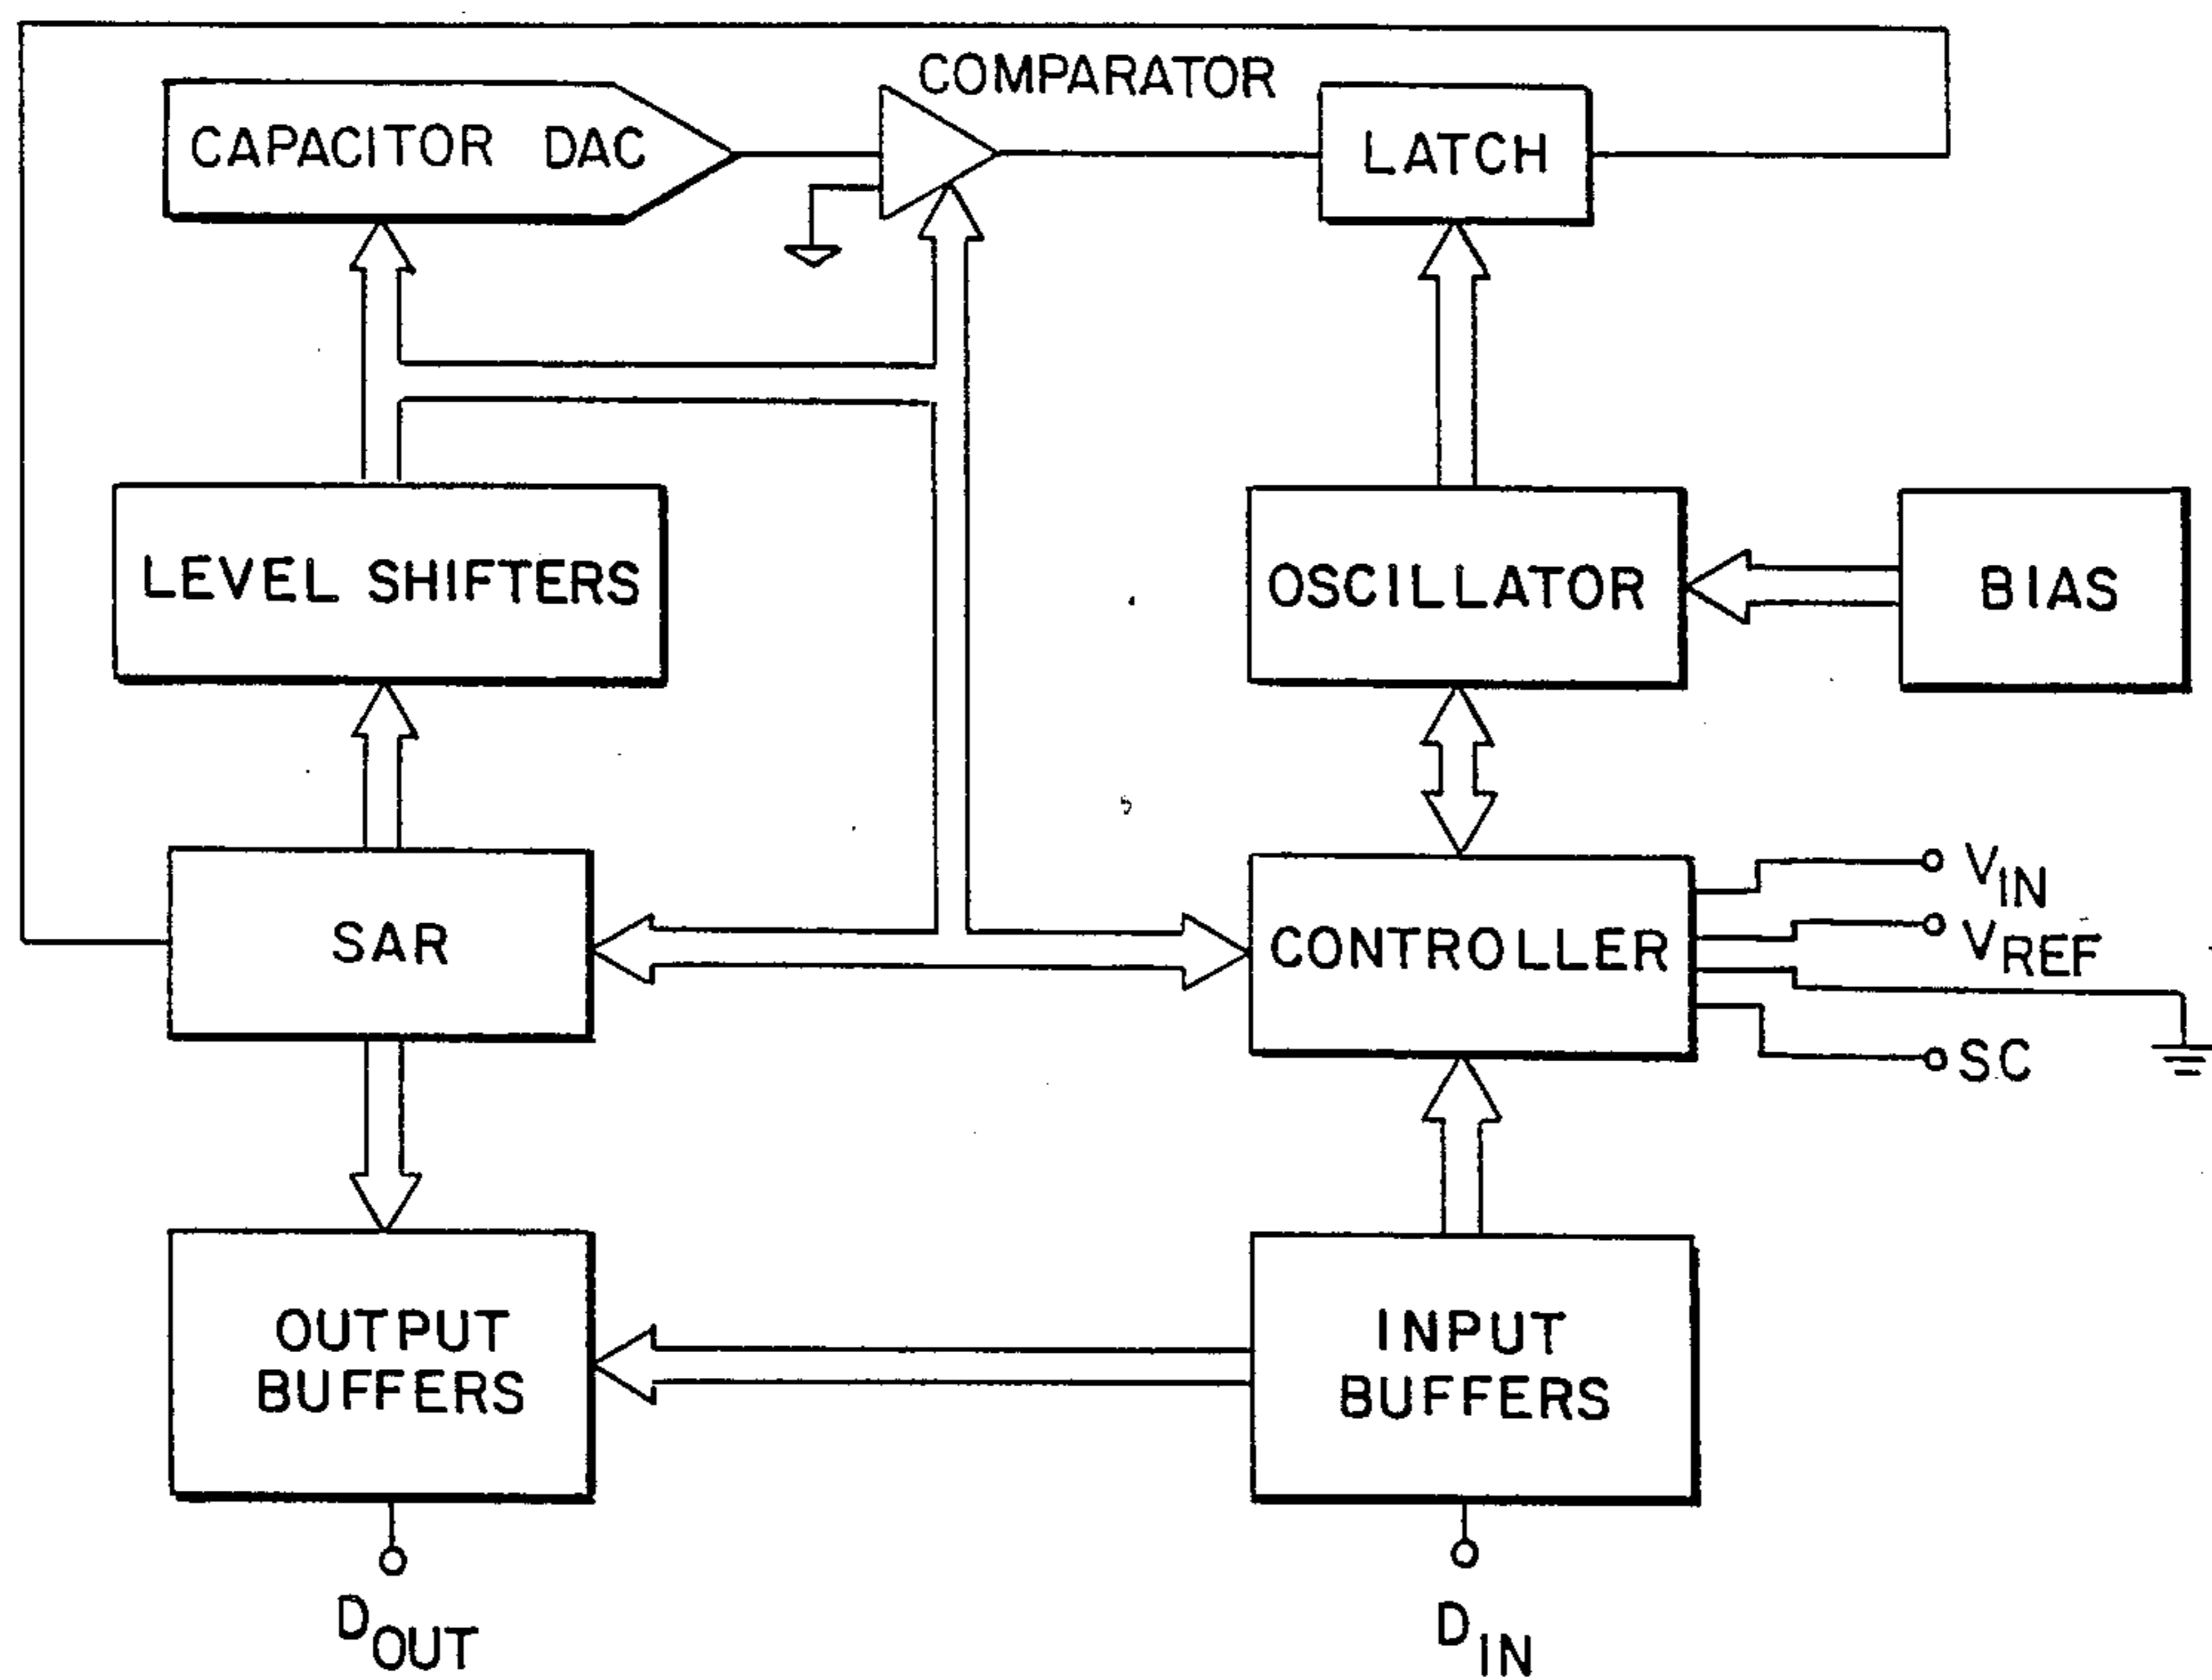 COMPARATOR
CAPACITOR DAC
LATCH
LEVEL SHIFTERS
OSCILLATOR
BIAS
SAR
CONTROLLER
VIN
VREF
SC
OUTPUT
BUFFERS
INPUT
BUFFERS
DOUT
DIN